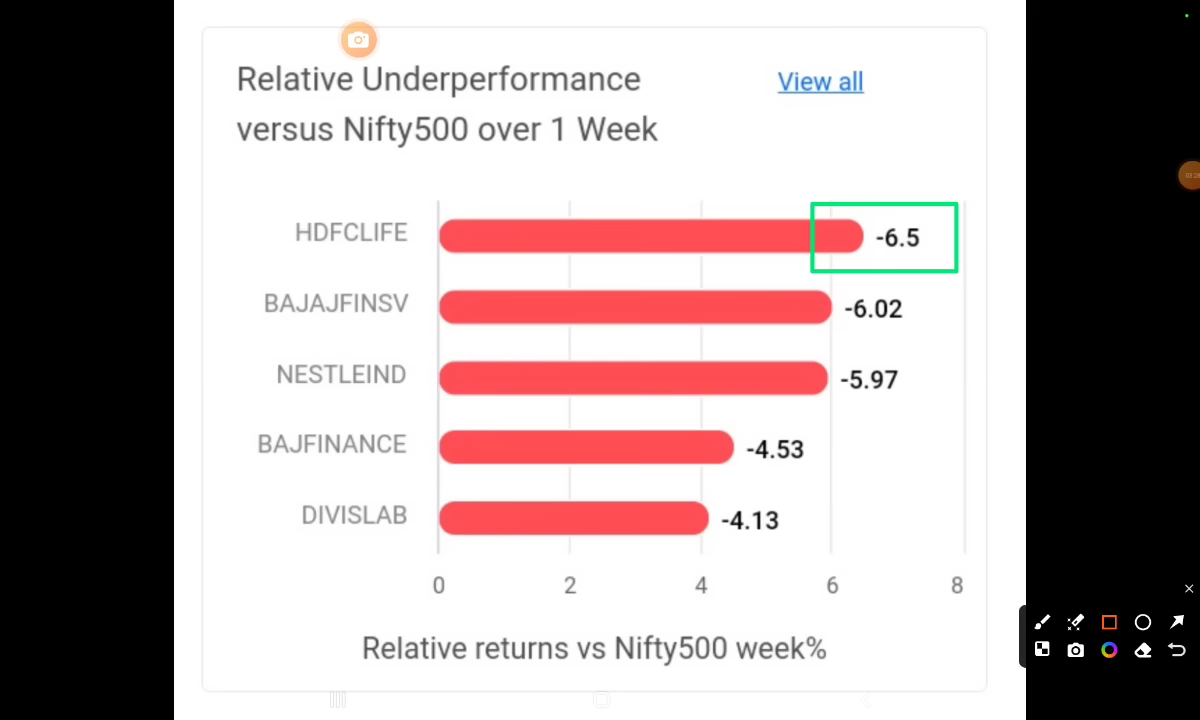 Relative Underperformance
View all
versus Nifty500 over 1 Week
HDFCLIFE
-6.5
BAJAJFINSV
-6.02
NESTLEIND
-5.97
BAJFINANCE
-4.53
DIVISLAB
-4.13
0 2 4 6 8
Relative returns vs Nifty500 week%